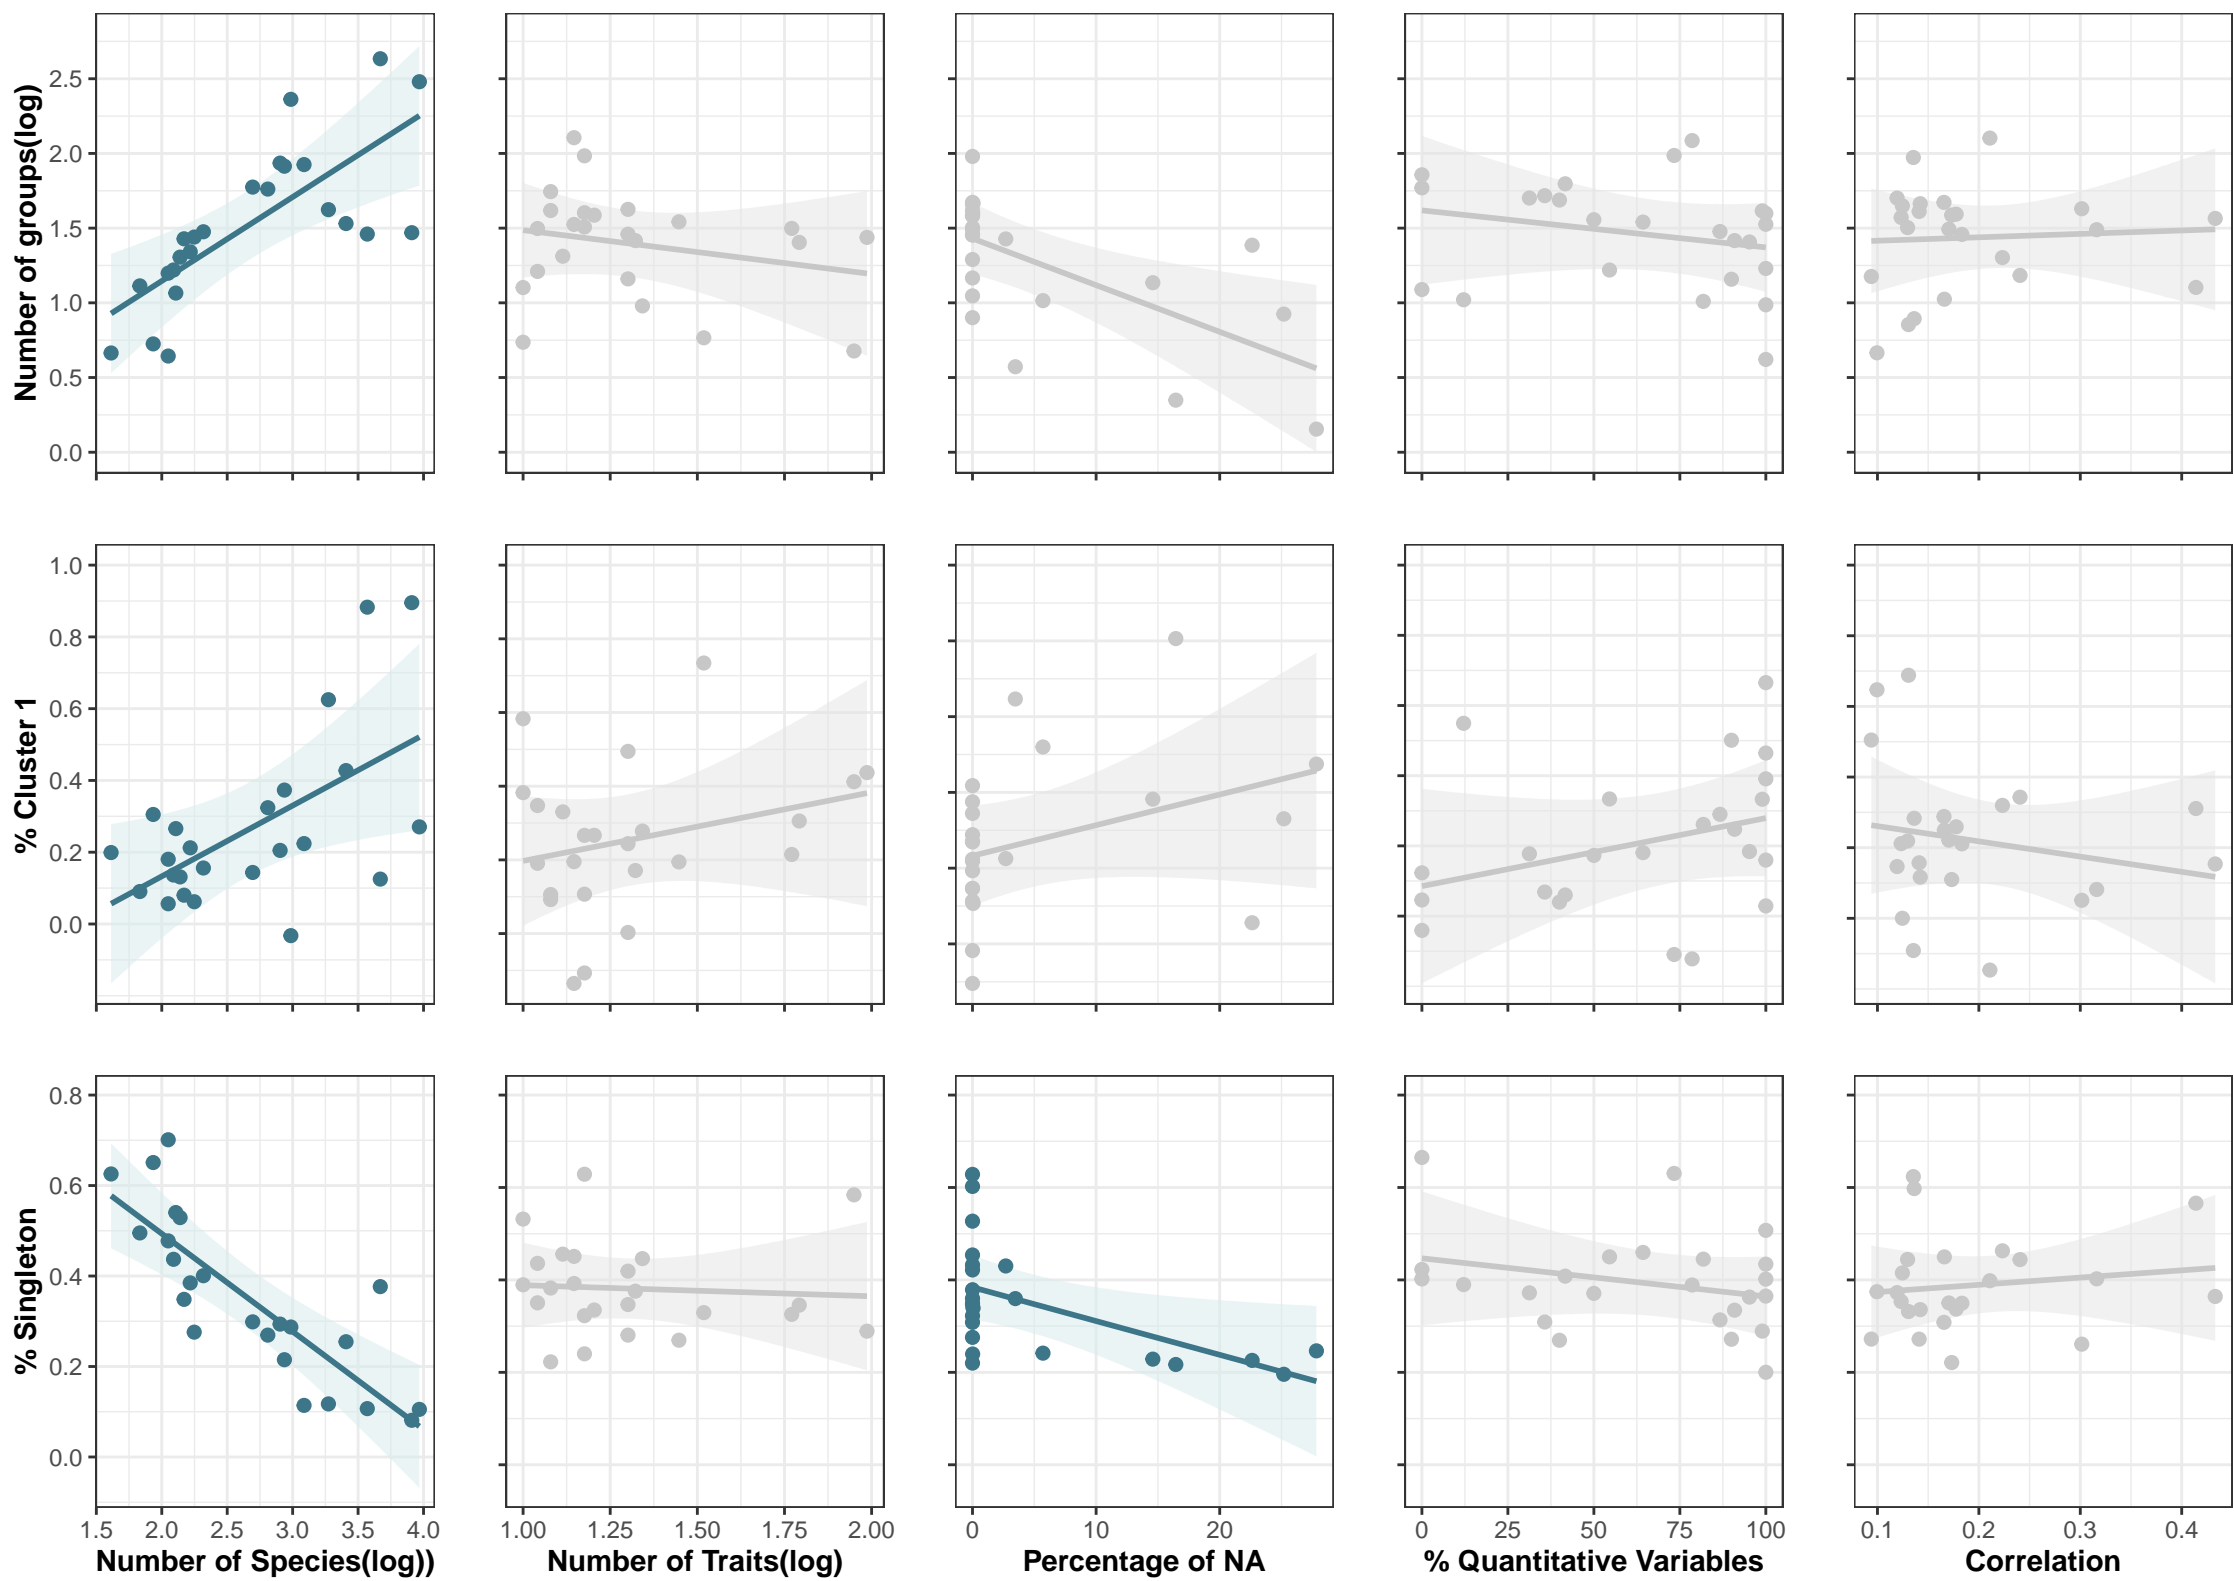 Number of groups(log)
2.5
2.0
1.5
1.0
0.5
0.0
% Cluster 1
1.0
0.8
0.6
0.4
0.2
0.0
% Singleton
0.8
0.6
0.4
0.2
0.0
1.5 2.0 2.5 3.0 3.5 4.0
Number of Species(log))
1.00 1.25 1.50 1.75 2.00
Number of Traits(log)
0 10 20
Percentage of NA
0 25 50 75 100
% Quantitative Variables
0.1 0.2 0.3 0.4
Correlation